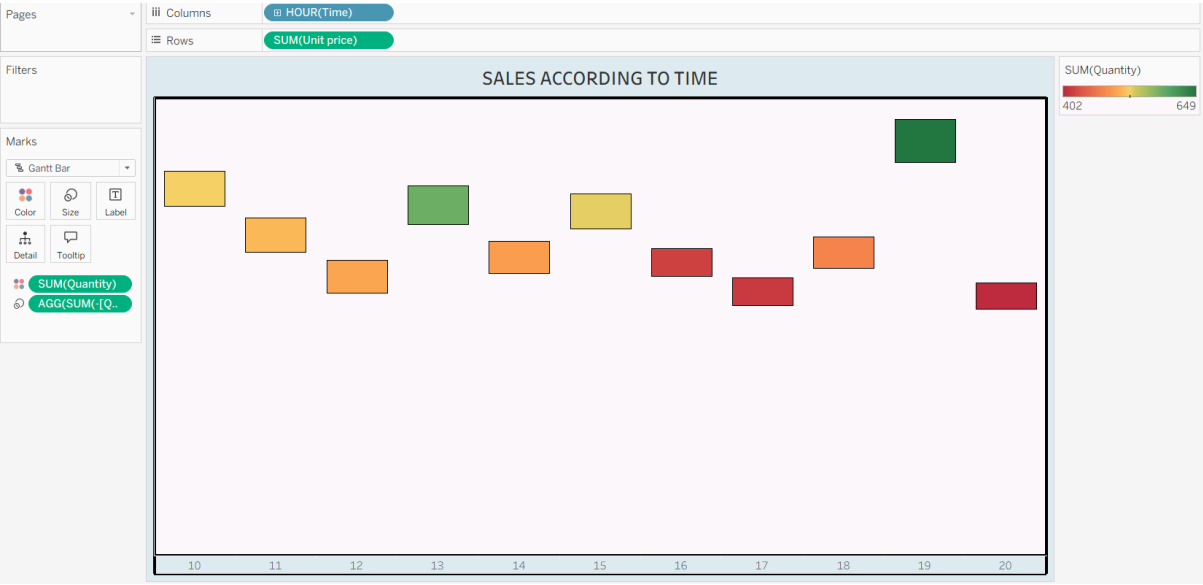 Pages
Columns
HOUR(Time)
Rows
SUM(Unit price)
Filters
Marks
Gantt Bar
Color
Size
Label
Detail
Tooltip
SUM(Quantity)
AGG(SUM(-[Q..
SALES ACCORDING TO TIME
10 11 12 13 14 15 16 17 18 19 20
SUM(Quantity)
402 649